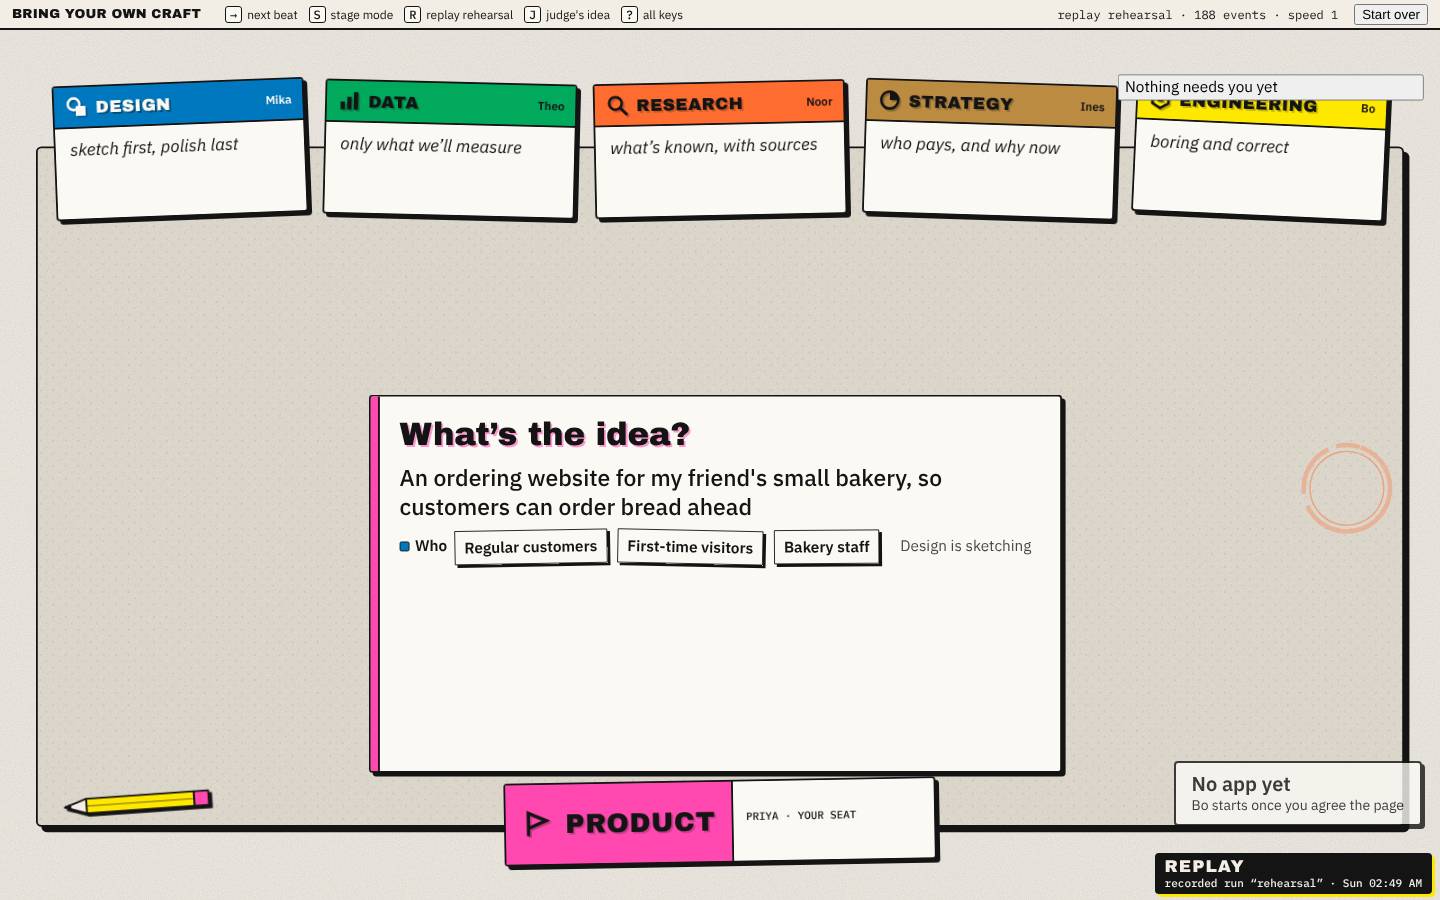 BRING YOUR OWN CRAFT → next beat S stage mode R replay rehearsal J judge's idea ? all keys replay rehearsal · 188 events · speed 1 Start over
Nothing needs you yet
DESIGN Mika
sketch first, polish last
DATA Theo
only what we’ll measure
RESEARCH Noor
what’s known, with sources
STRATEGY Ines
who pays, and why now
ENGINEERING Bo
boring and correct
What’s the idea?
An ordering website for my friend's small bakery, so
customers can order bread ahead
Who Regular customers First-time visitors Bakery staff Design is sketching
No app yet
Bo starts once you agree the page
PRODUCT PRIYA · YOUR SEAT
REPLAY
recorded run “rehearsal” · Sun 02:49 AM